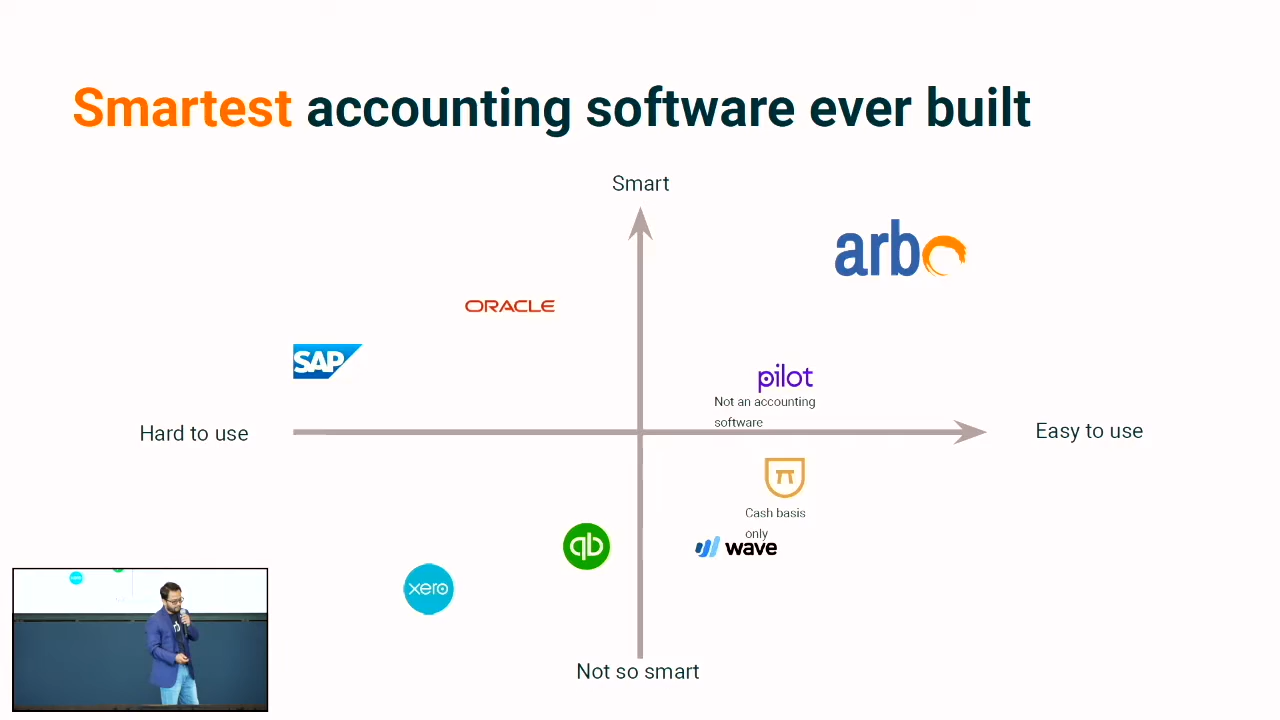 Smartest accounting software ever built
Smart
arbo
ORACLE
SAP
pilot
Not an accounting
software
Hard to use
Easy to use
Cash basis
only
qb
wave
xero
Not so smart